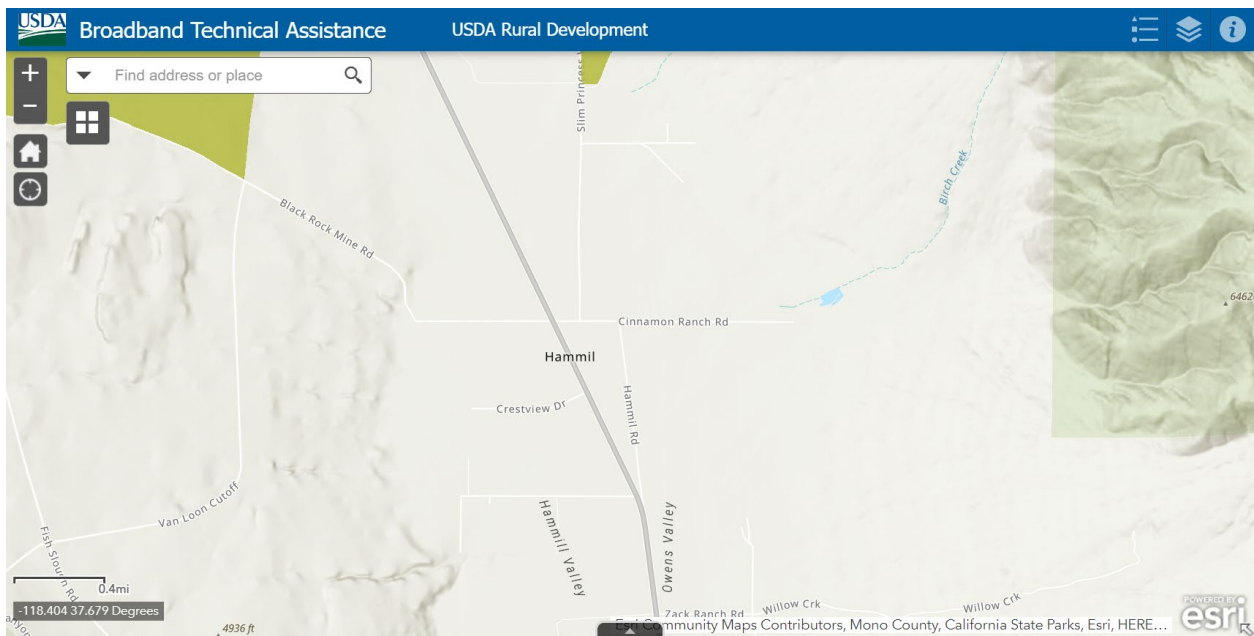 USDA
Broadband Technical Assistance
USDA Rural Development
Find address or place
Slim Princess
Birch Creek
Black Rock Mine Rd
6462
Cinnamon Ranch Rd
Hammil
Hammil Rd
Crestview Dr
Van Loon Cutoff
Hammill Valley
Owens Valley
Fish Slough Rd
0.4mi
-118.404 37.679 Degrees
Zack Ranch Rd
Willow Crk
Willow Crk
4936 ft
Esri Community Maps Contributors, Mono County, California State Parks, Esri, HERE...
POWERED BY
esri